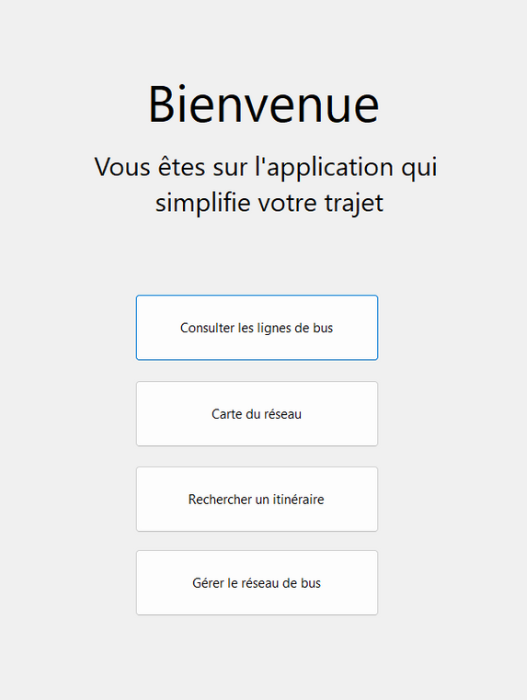 Bienvenue
Vous êtes sur l'application qui
simplifie votre trajet
Consulter les lignes de bus
Carte du réseau
Rechercher un itinéraire
Gérer le réseau de bus